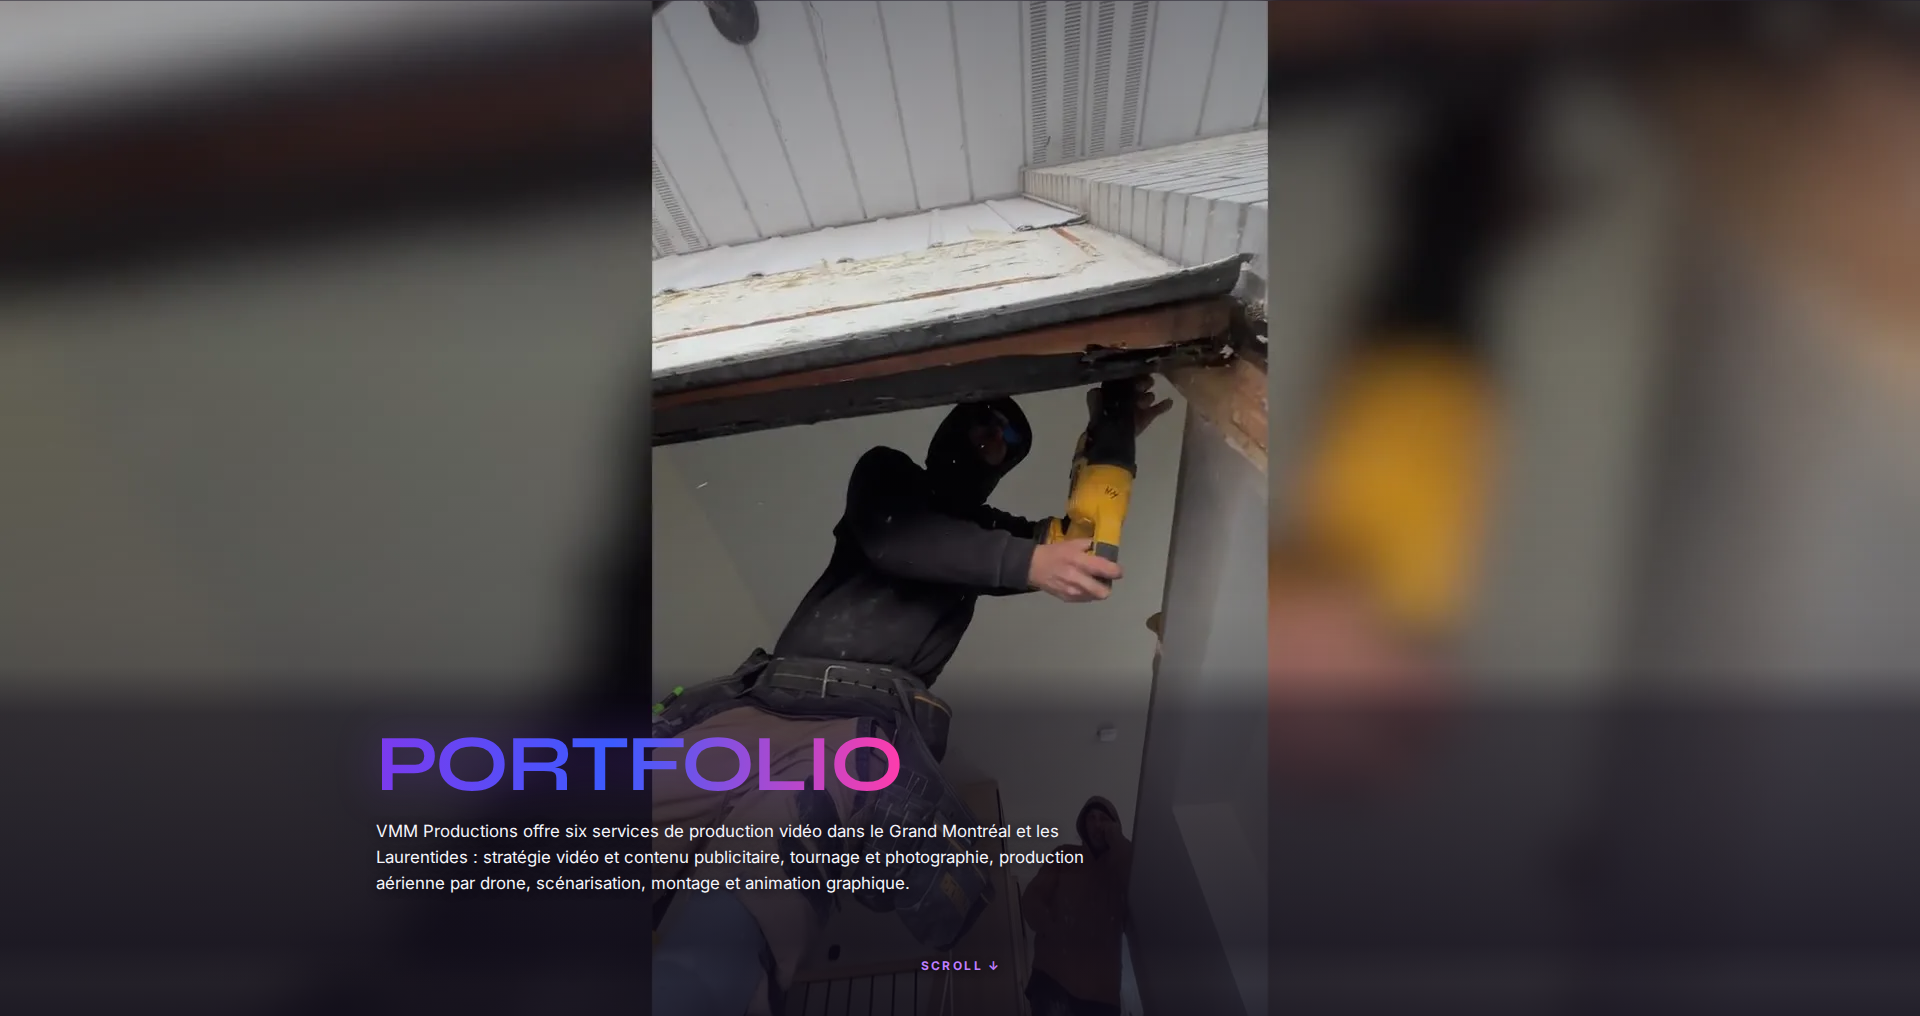 PORTFOLIO
VMM Productions offre six services de production vidéo dans le Grand Montréal et les
Laurentides : stratégie vidéo et contenu publicitaire, tournage et photographie, production
aérienne par drone, scénarisation, montage et animation graphique.
SCROLL ↓